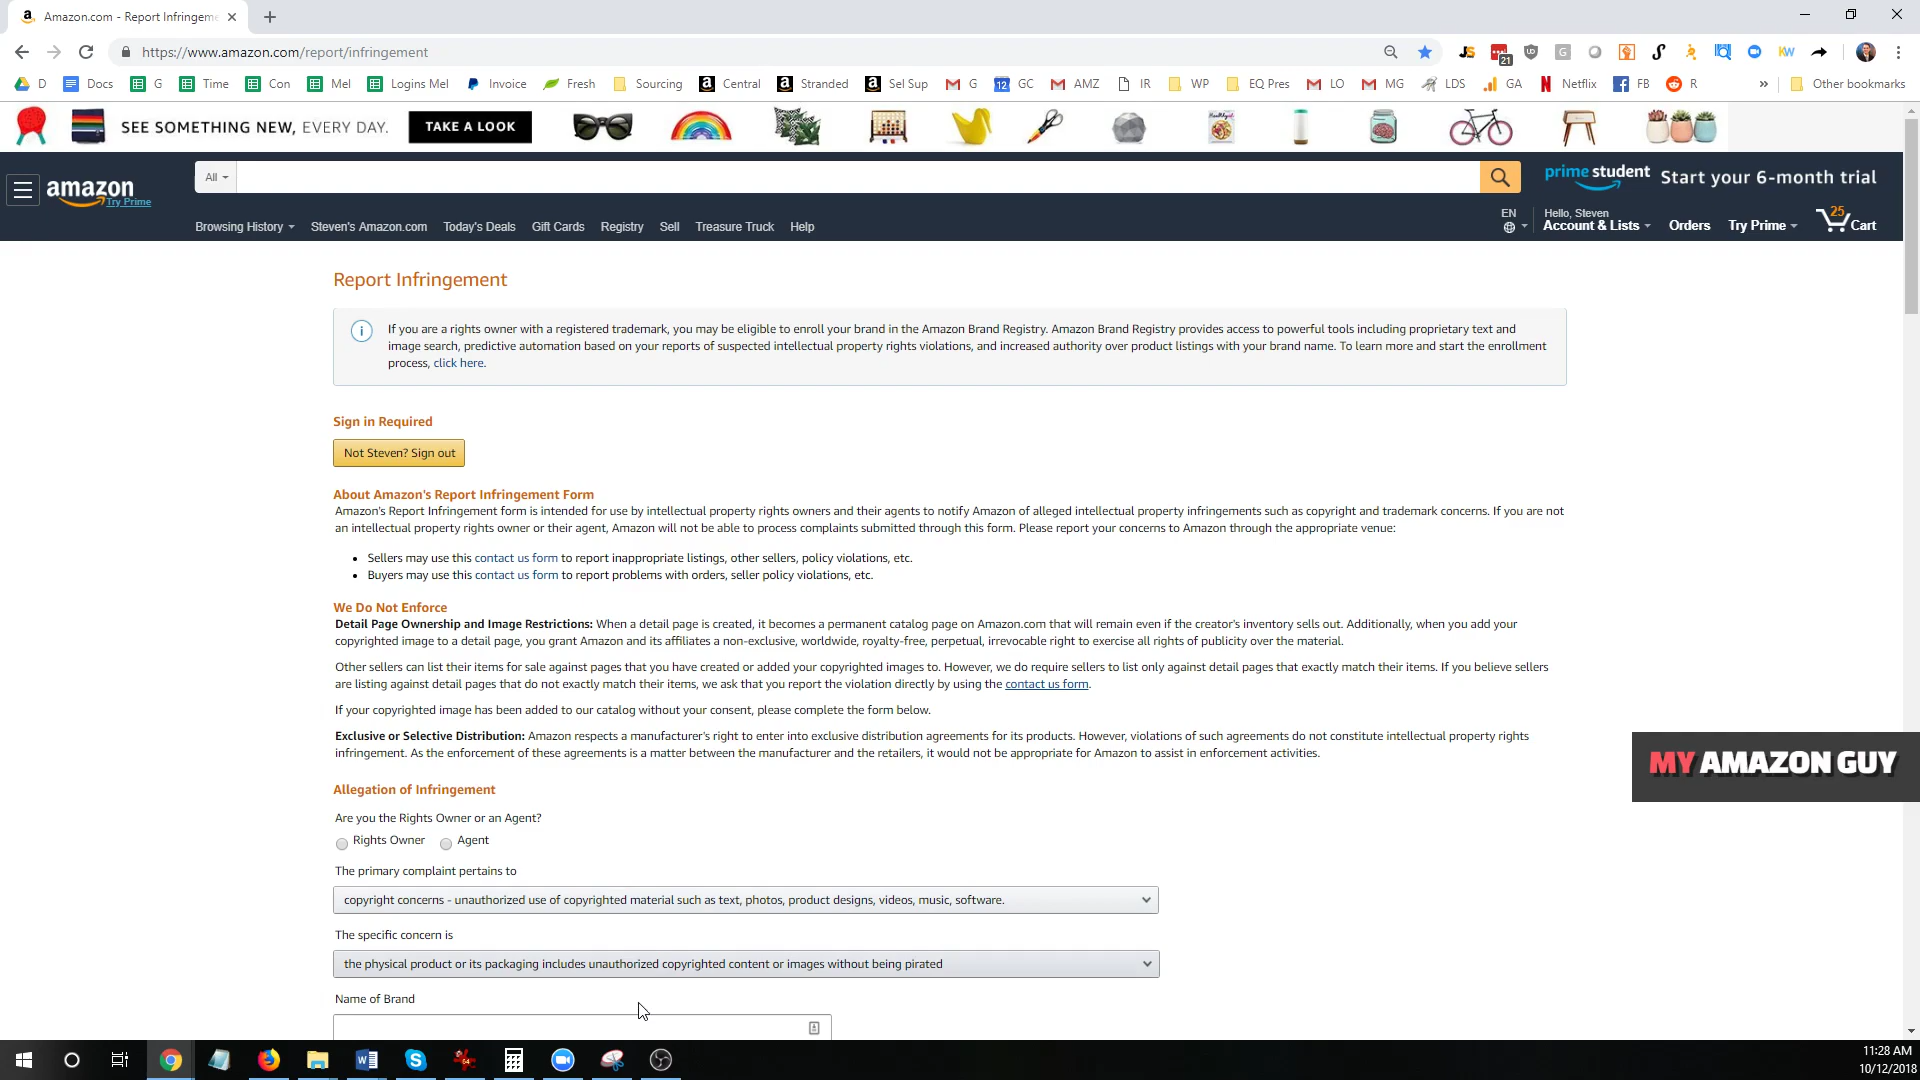 Amazon.com - Report Infringeme
https://www.amazon.com/report/infringement
21
D Docs G Time Con Mel Logins Mel Invoice Fresh Sourcing Central Stranded Sel Sup G GC AMZ IR WP EQ Pres LO MG LDS GA Netflix FB R » Other bookmarks
SEE SOMETHING NEW, EVERY DAY. TAKE A LOOK
All
amazon
Try Prime
prime student Start your 6-month trial
Browsing History Steven's Amazon.com Today's Deals Gift Cards Registry Sell Treasure Truck Help
EN
Hello, Steven
Account & Lists Orders Try Prime 25 Cart
Report Infringement
If you are a rights owner with a registered trademark, you may be eligible to enroll your brand in the Amazon Brand Registry. Amazon Brand Registry provides access to powerful tools including proprietary text and
image search, predictive automation based on your reports of suspected intellectual property rights violations, and increased authority over product listings with your brand name. To learn more and start the enrollment
process, click here.
Sign in Required
Not Steven? Sign out
About Amazon's Report Infringement Form
Amazon's Report Infringement form is intended for use by intellectual property rights owners and their agents to notify Amazon of alleged intellectual property infringements such as copyright and trademark concerns. If you are not
an intellectual property rights owner or their agent, Amazon will not be able to process complaints submitted through this form. Please report your concerns to Amazon through the appropriate venue:
• Sellers may use this contact us form to report inappropriate listings, other sellers, policy violations, etc.
• Buyers may use this contact us form to report problems with orders, seller policy violations, etc.
We Do Not Enforce
Detail Page Ownership and Image Restrictions: When a detail page is created, it becomes a permanent catalog page on Amazon.com that will remain even if the creator's inventory sells out. Additionally, when you add your
copyrighted image to a detail page, you grant Amazon and its affiliates a non-exclusive, worldwide, royalty-free, perpetual, irrevocable right to exercise all rights of publicity over the material.
Other sellers can list their items for sale against pages that you have created or added your copyrighted images to. However, we do require sellers to list only against detail pages that exactly match their items. If you believe sellers
are listing against detail pages that do not exactly match their items, we ask that you report the violation directly by using the contact us form.
If your copyrighted image has been added to our catalog without your consent, please complete the form below.
Exclusive or Selective Distribution: Amazon respects a manufacturer's right to enter into exclusive distribution agreements for its products. However, violations of such agreements do not constitute intellectual property rights
infringement. As the enforcement of these agreements is a matter between the manufacturer and the retailers, it would not be appropriate for Amazon to assist in enforcement activities.
MY AMAZON GUY
Allegation of Infringement
Are you the Rights Owner or an Agent?
Rights Owner Agent
The primary complaint pertains to
copyright concerns - unauthorized use of copyrighted material such as text, photos, product designs, videos, music, software.
The specific concern is
the physical product or its packaging includes unauthorized copyrighted content or images without being pirated
Name of Brand
11:28 AM
10/12/2018